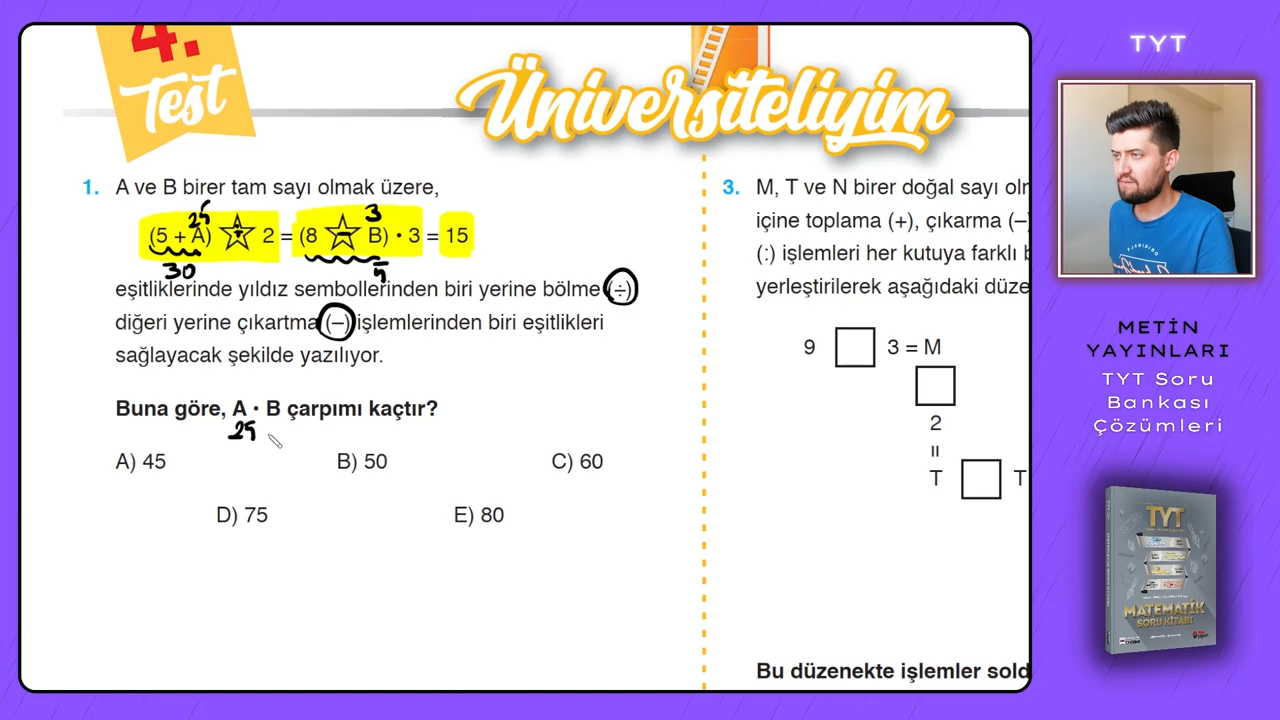 4.
Test
Üniversiteliyim
1. A ve B birer tam sayı olmak üzere,
25 3
(5 + A) ☆ 2 = (8 ☆ B) · 3 = 15
30 5
eşitliklerinde yıldız sembollerinden biri yerine bölme (÷)
diğeri yerine çıkartma (–) işlemlerinden biri eşitlikleri
sağlayacak şekilde yazılıyor.
Buna göre, A · B çarpımı kaçtır?
25
A) 45 B) 50 C) 60
D) 75 E) 80
3. M, T ve N birer doğal sayı olm
içine toplama (+), çıkarma (–)
(:) işlemleri her kutuya farklı b
yerleştirilerek aşağıdaki düze
9 □ 3 = M
□
2
=
T □ T
Bu düzenekte işlemler sold
TYT
METİN
YAYINLARI
TYT Soru
Bankası
Çözümleri
TYT
MATEMATİK
SORU KİTABI